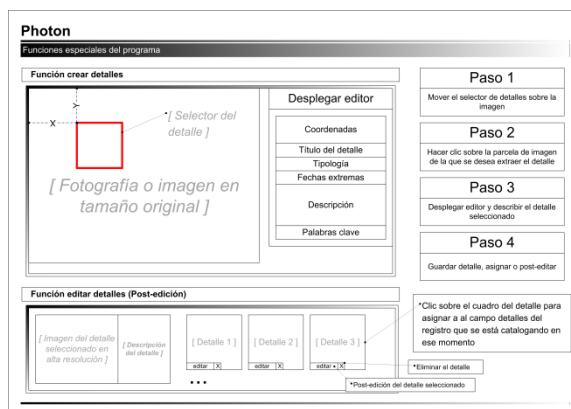 Photon
Funciones especiales del programa
Función crear detalles
Y
X
[ Selector del
detalle ]
[ Fotografía o imagen en
tamaño original ]
Desplegar editor
Coordenadas
Título del detalle
Tipología
Fechas extremas
Descripción
Palabras clave
Paso 1
Mover el selector de detalles sobre la
imagen
Paso 2
Hacer clic sobre la parcela de imagen
de la que se desea extraer el detalle
Paso 3
Desplegar editor y describir el detalle
seleccionado
Paso 4
Guardar detalle, asignar o post-editar
Función editar detalles (Post-edición)
[ Imagen del detalle
seleccionado en
alta resolución ]
[ Descripción
del detalle ]
[ Detalle 1 ]
editar X
[ Detalle 2 ]
editar X
[ Detalle 3 ]
editar X
*Clic sobre el cuadro del detalle para
asignar a al campo detalles del
registro que se está catalogando en
ese momento
*Eliminar el detalle
*Post-edición del detalle seleccionado